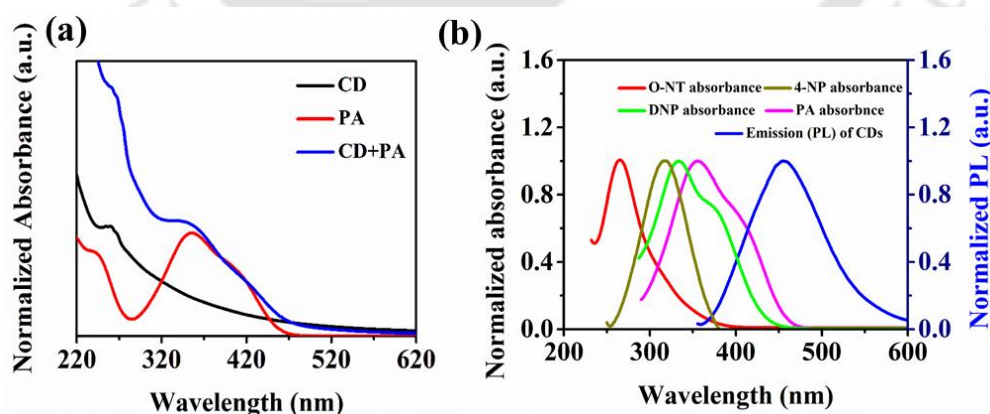 (a)
Normalized Absorbance (a.u.)
CD
PA
CD+PA
220 320 420 520 620
Wavelength (nm)
(b)
Normalized absorbance (a.u.)
1.6
1.2
0.8
0.4
0.0
O-NT absorbance 4-NP absorbance
DNP absorbance PA absorbnce
Emission (PL) of CDs
200 300 400 500 600
Wavelength (nm)
1.6
1.2
0.8
0.4
0.0
Normalized PL (a.u.)